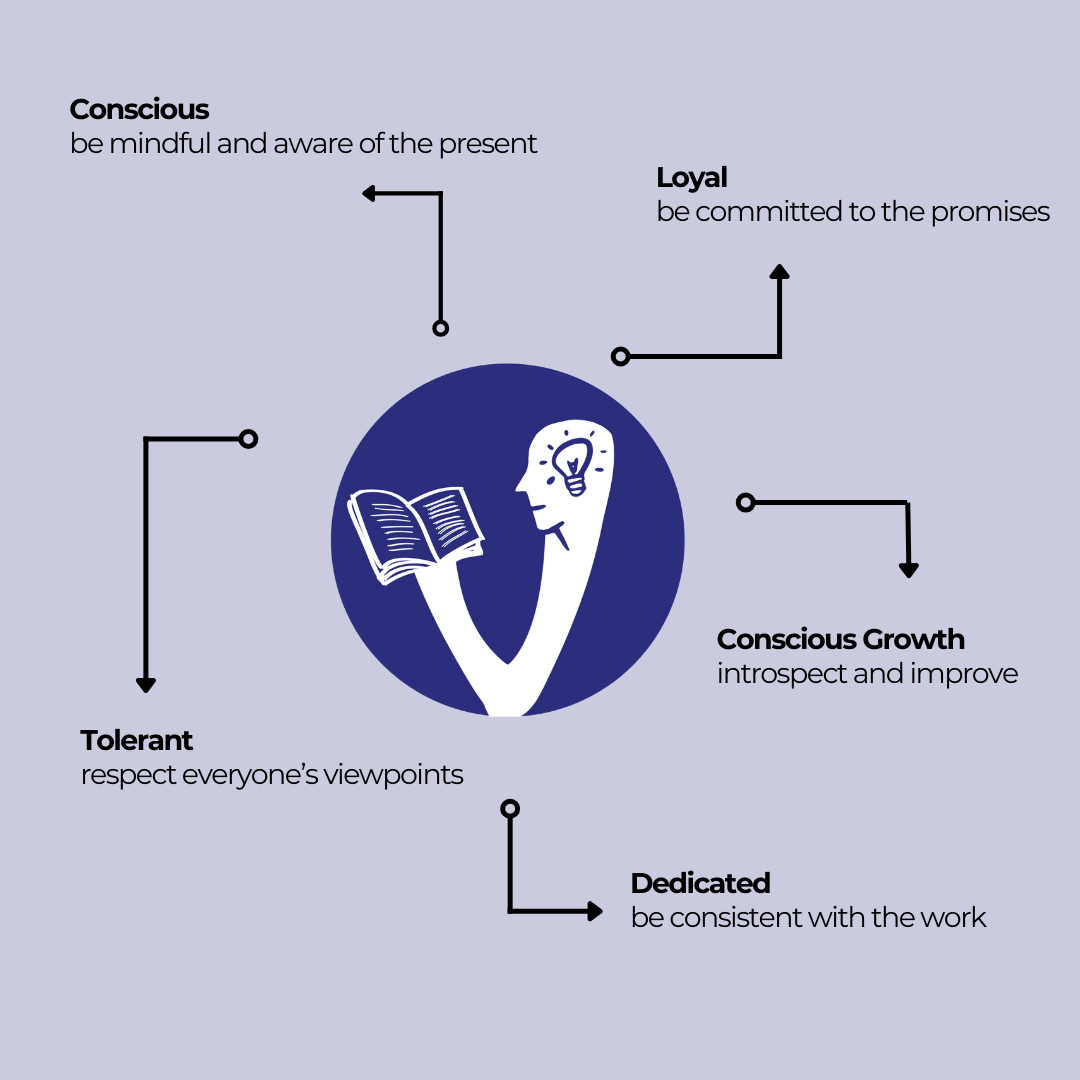 Conscious
be mindful and aware of the present
Loyal
be committed to the promises
Conscious Growth
introspect and improve
Tolerant
respect everyone’s viewpoints
Dedicated
be consistent with the work